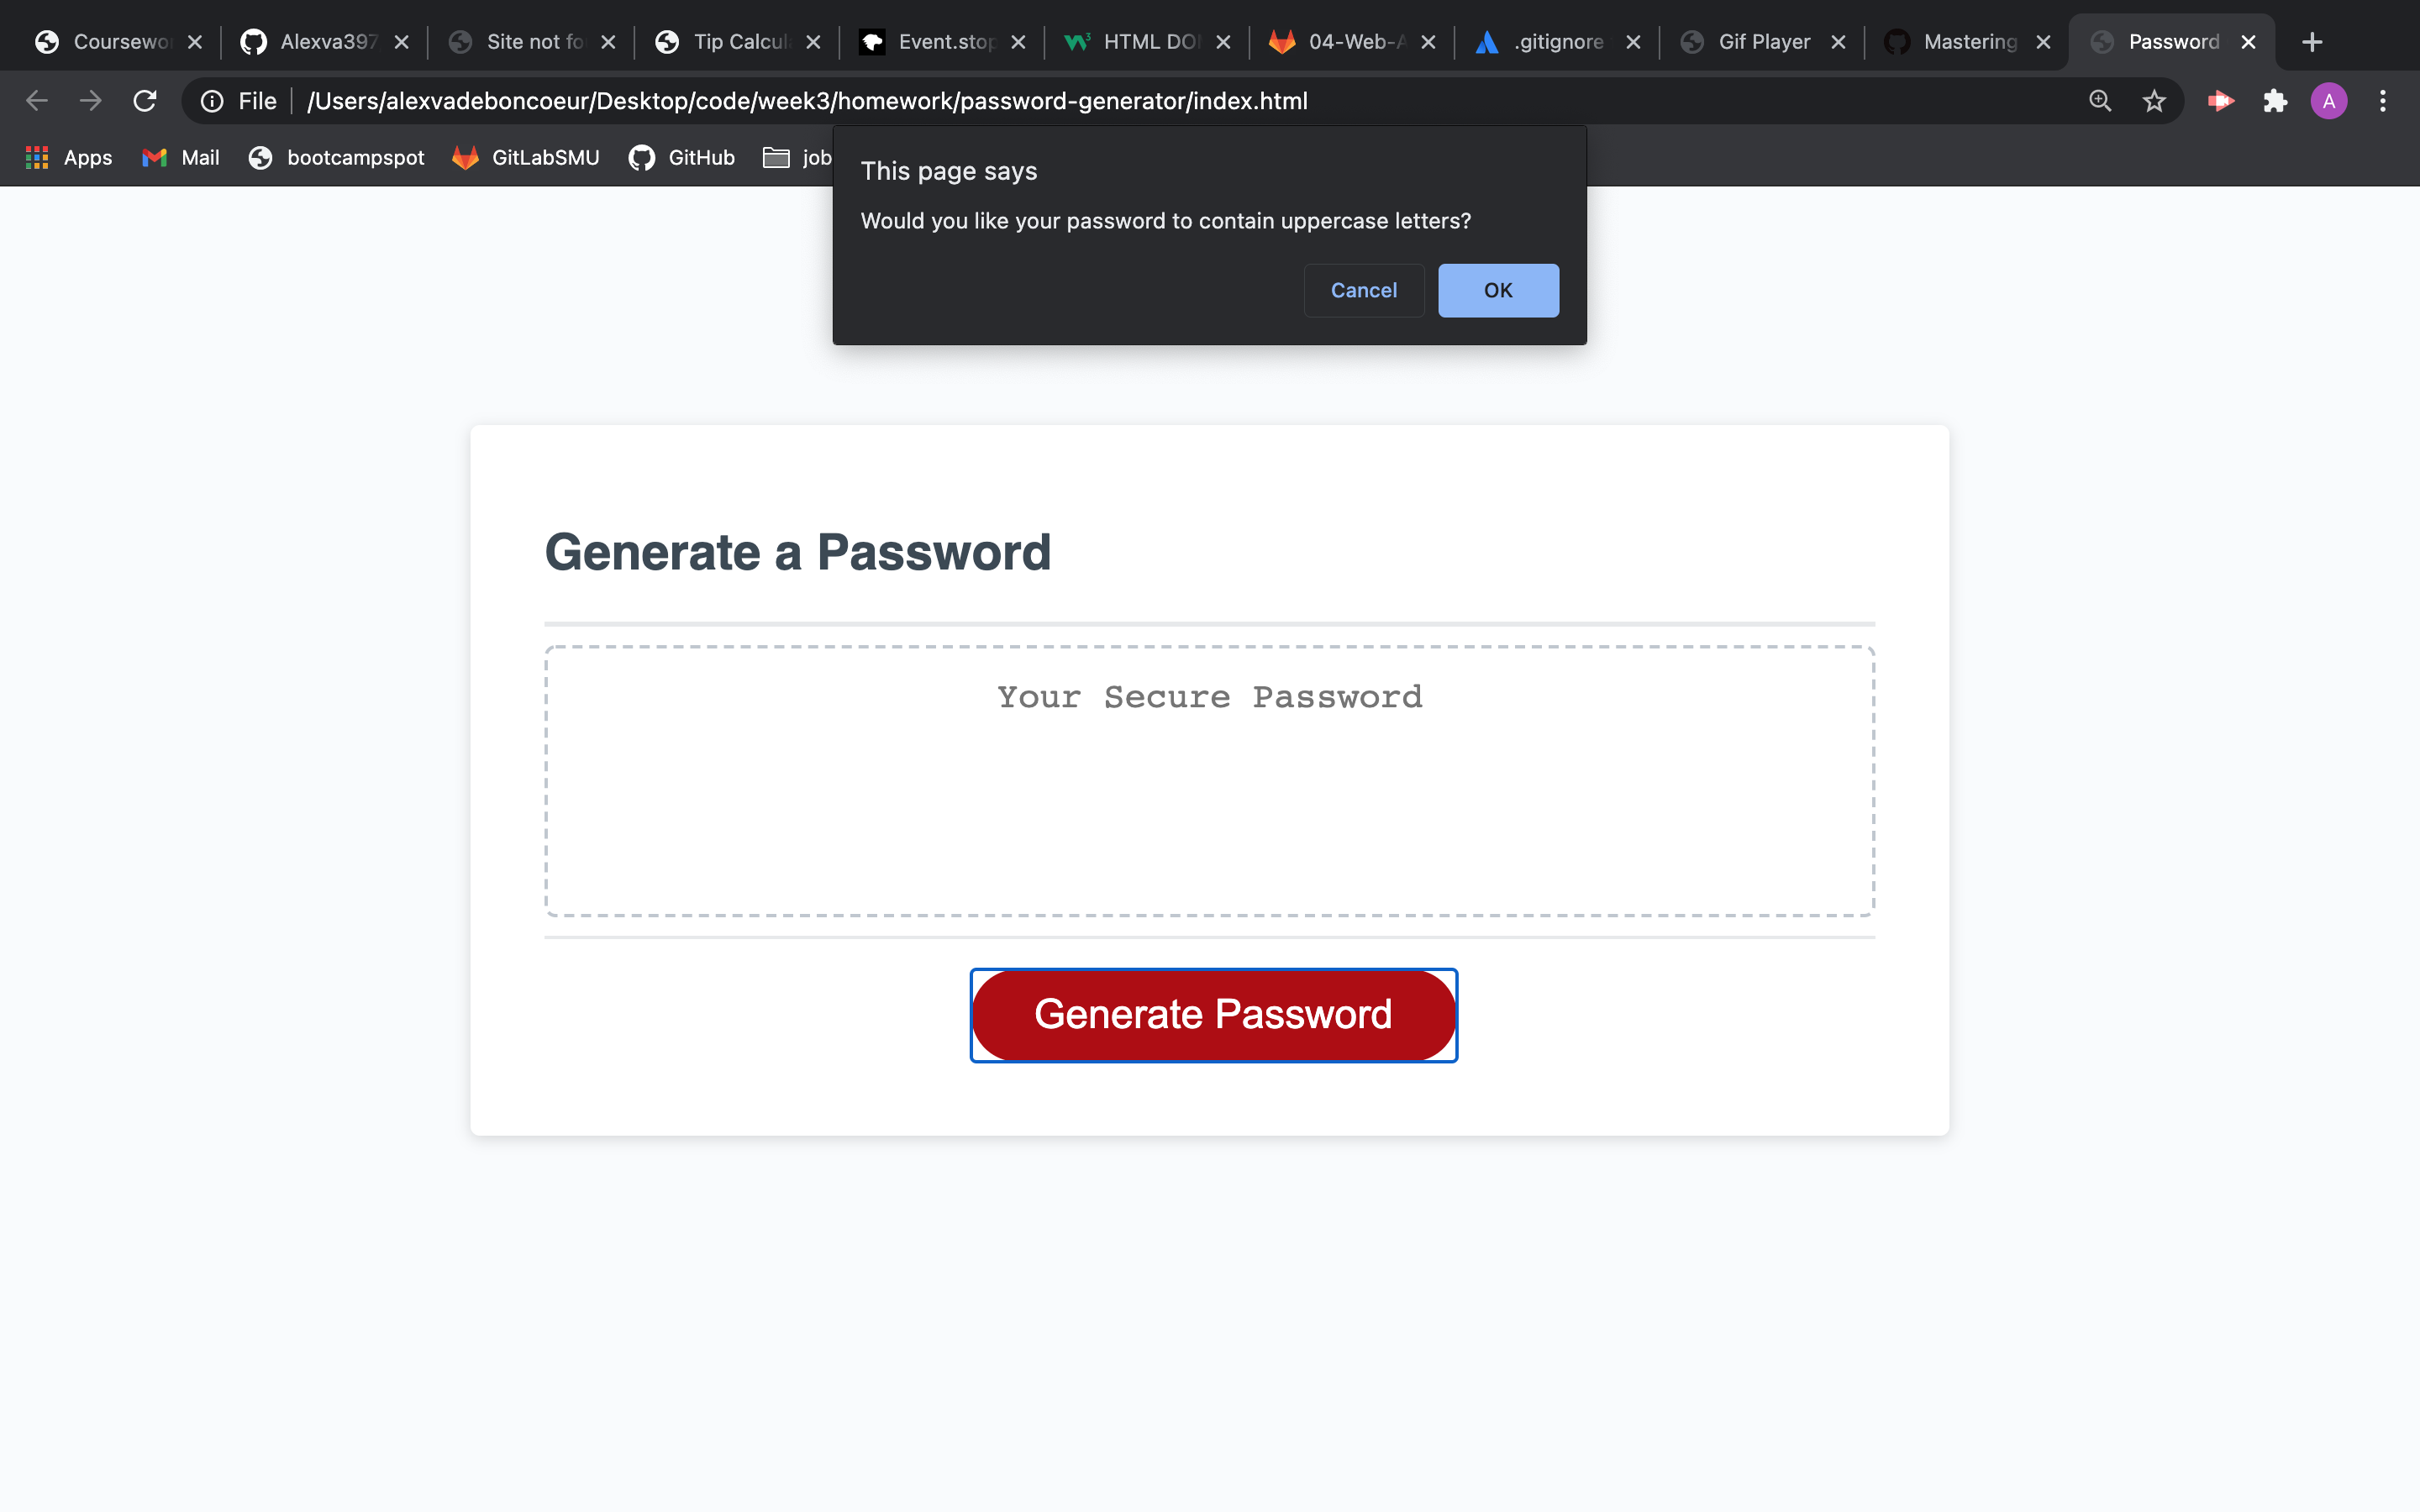 Coursewor Alexva397 Site not fo Tip Calcul Event.stop HTML DO 04-Web-A .gitignore Gif Player Mastering Password
File /Users/alexvadeboncoeur/Desktop/code/week3/homework/password-generator/index.html A
Apps Mail bootcampspot GitLabSMU GitHub job
This page says
Would you like your password to contain uppercase letters?
Cancel OK
Generate a Password
Your Secure Password
Generate Password